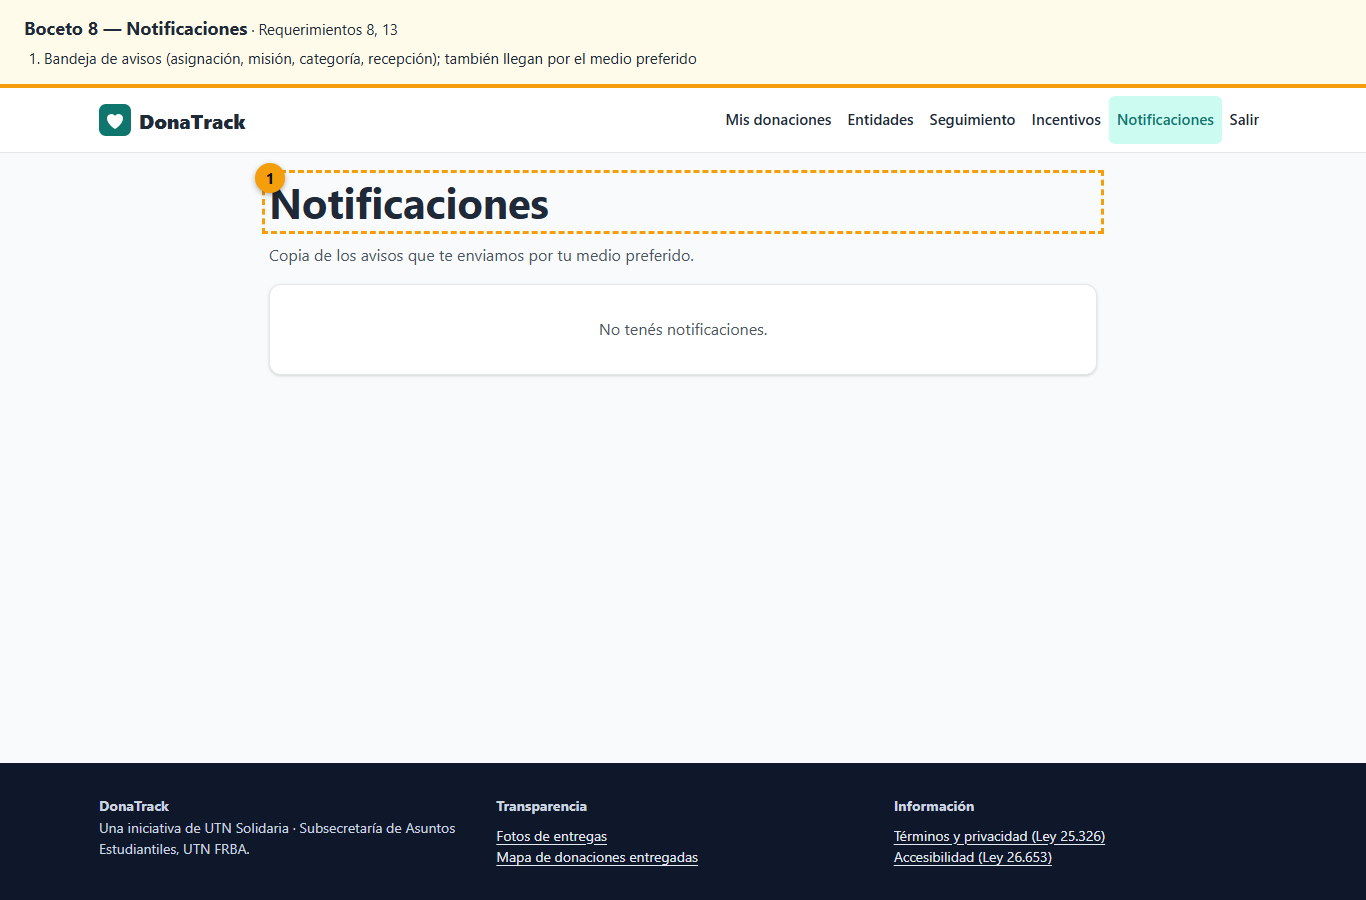 Boceto 8 — Notificaciones · Requerimientos 8, 13
1. Bandeja de avisos (asignación, misión, categoría, recepción); también llegan por el medio preferido
DonaTrack
Mis donaciones Entidades Seguimiento Incentivos Notificaciones Salir
1
Notificaciones
Copia de los avisos que te enviamos por tu medio preferido.
No tenés notificaciones.
DonaTrack
Una iniciativa de UTN Solidaria · Subsecretaría de Asuntos
Estudiantiles, UTN FRBA.
Transparencia
Fotos de entregas
Mapa de donaciones entregadas
Información
Términos y privacidad (Ley 25.326)
Accesibilidad (Ley 26.653)